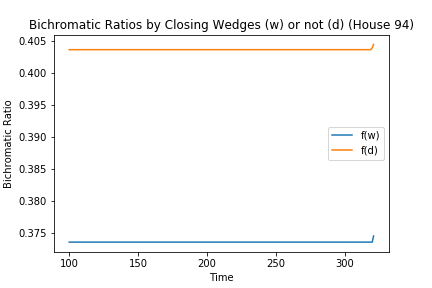 Bichromatic Ratios by Closing Wedges (w) or not (d) (House 94)
0.405
0.400
0.395
0.390
0.385
0.380
0.375
Bichromatic Ratio
f(w)
f(d)
100 150 200 250 300
Time